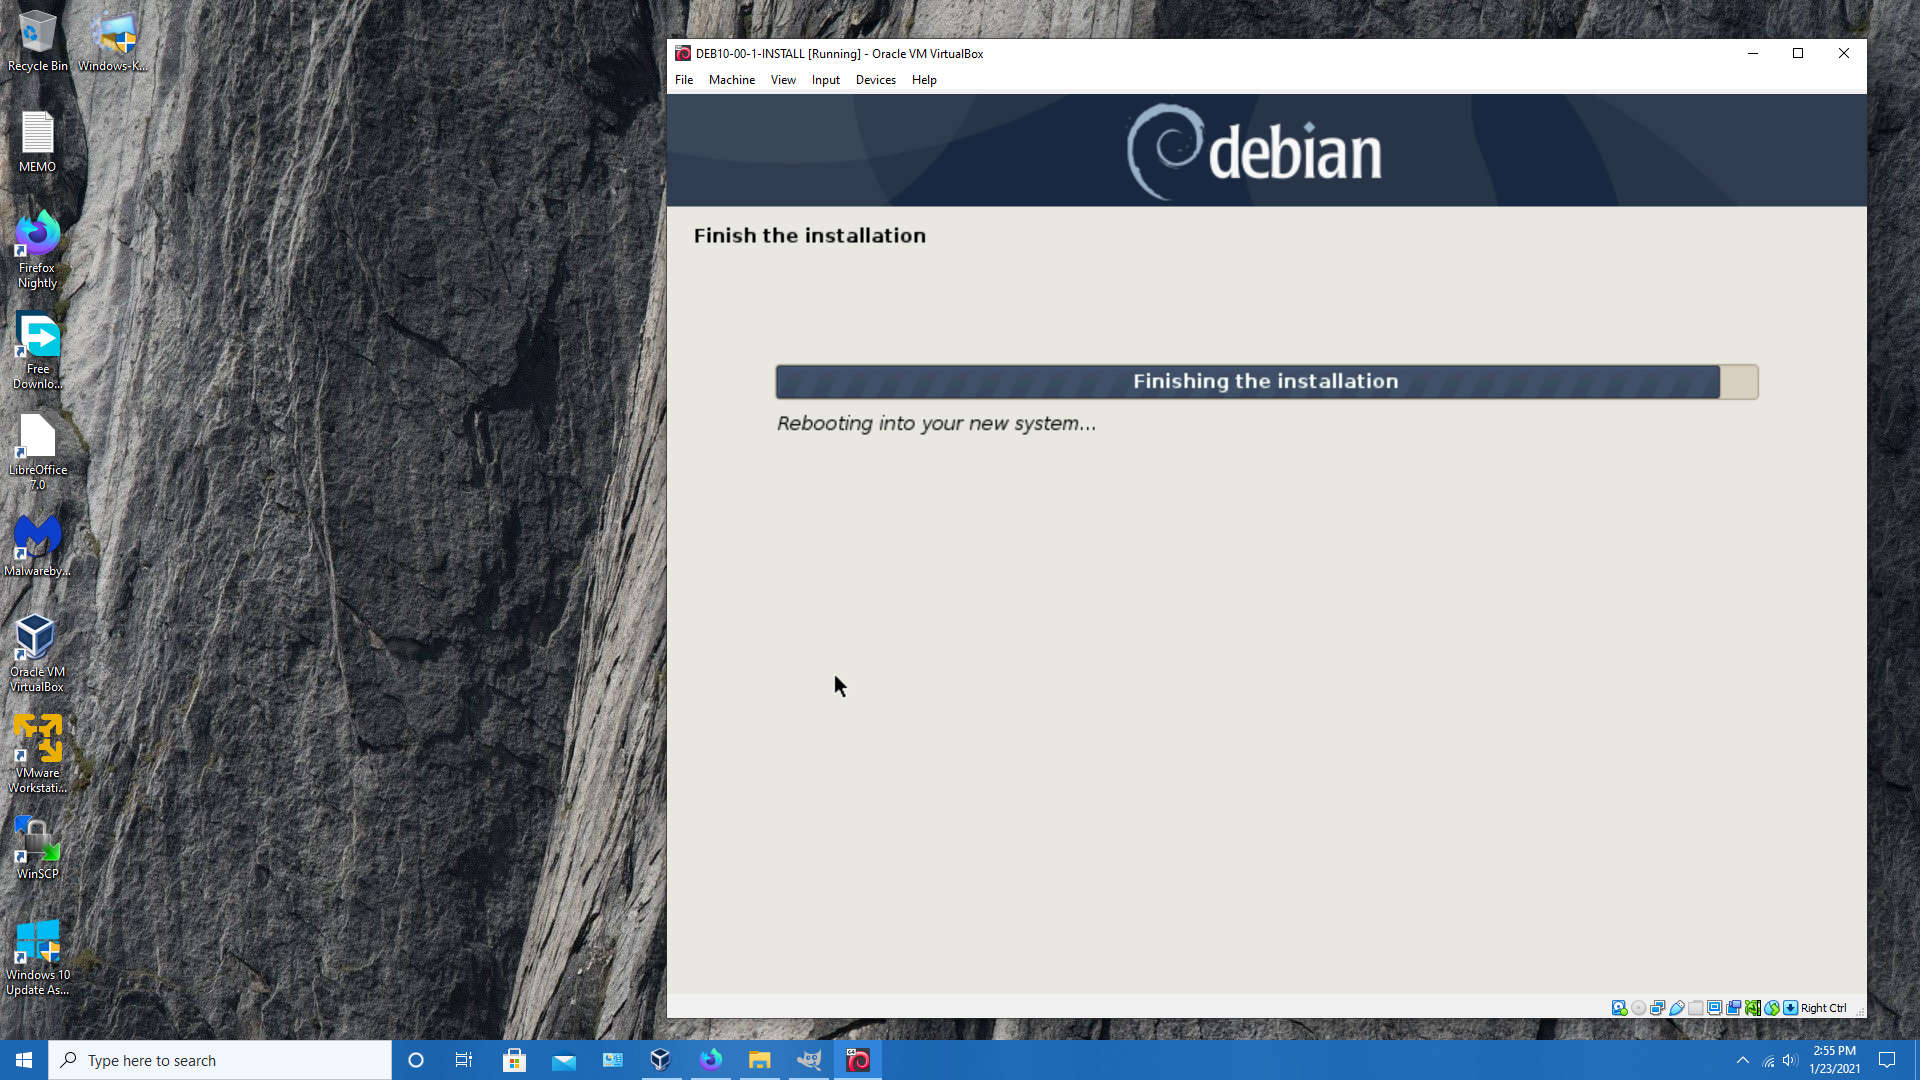 Recycle Bin
Windows-K...
MEMO
Firefox
Nightly
Free
Downlo...
LibreOffice
7.0
Malwareby...
Oracle VM
VirtualBox
VMware
Workstati...
WinSCP
Windows 10
Update As...
DEB10-00-1-INSTALL [Running] - Oracle VM VirtualBox
File Machine View Input Devices Help
debian
Finish the installation
Finishing the installation
Rebooting into your new system...
Right Ctrl
Type here to search
64
2:55 PM
1/23/2021